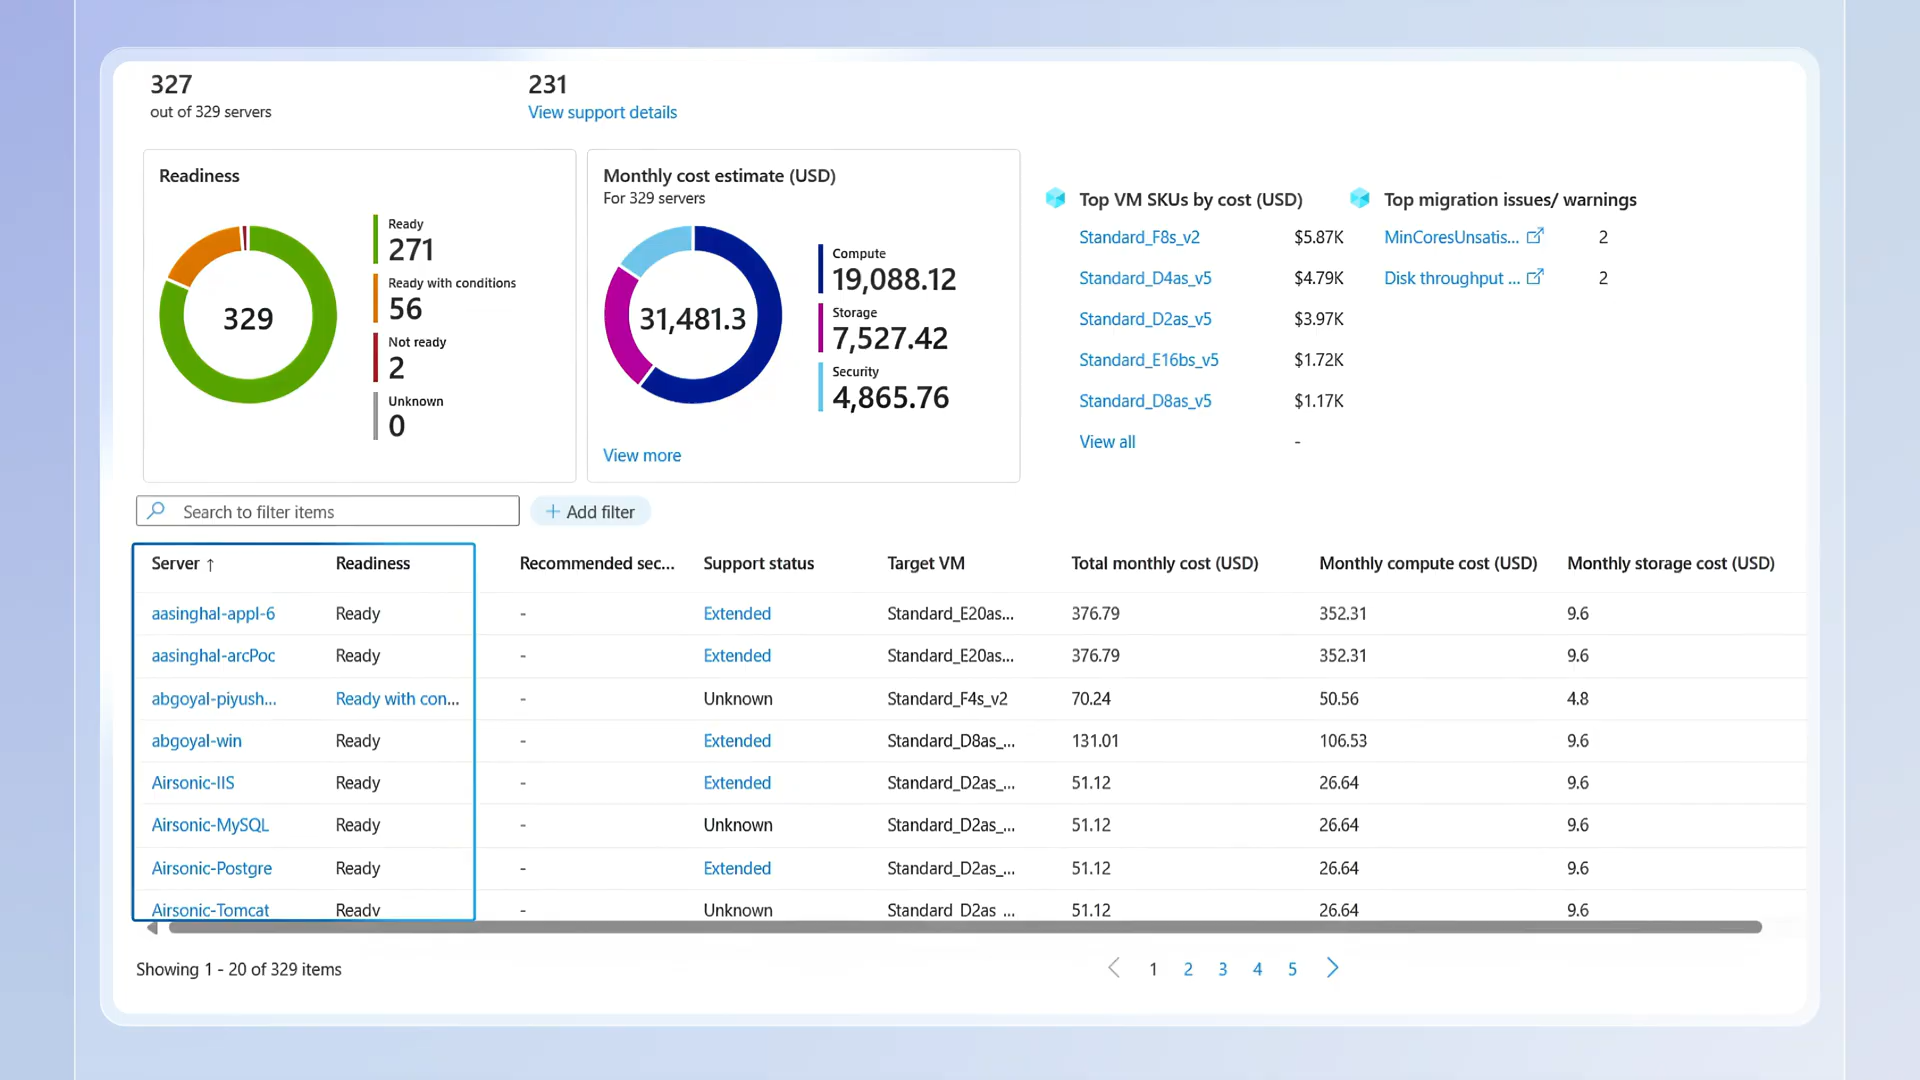 327
out of 329 servers
231
View support details
Readiness
329
Ready
271
Ready with conditions
56
Not ready
2
Unknown
0
Monthly cost estimate (USD)
For 329 servers
31,481.3
Compute
19,088.12
Storage
7,527.42
Security
4,865.76
View more
Top VM SKUs by cost (USD)
Standard_F8s_v2 $5.87K
Standard_D4as_v5 $4.79K
Standard_D2as_v5 $3.97K
Standard_E16bs_v5 $1.72K
Standard_D8as_v5 $1.17K
View all -
Top migration issues/ warnings
MinCoresUnsatis... 2
Disk throughput ... 2
Search to filter items
+ Add filter
Server ↑ Readiness Recommended sec... Support status Target VM Total monthly cost (USD) Monthly compute cost (USD) Monthly storage cost (USD)
aasinghal-appl-6 Ready - Extended Standard_E20as... 376.79 352.31 9.6
aasinghal-arcPoc Ready - Extended Standard_E20as... 376.79 352.31 9.6
abgoyal-piyush... Ready with con... - Unknown Standard_F4s_v2 70.24 50.56 4.8
abgoyal-win Ready - Extended Standard_D8as_... 131.01 106.53 9.6
Airsonic-IIS Ready - Extended Standard_D2as_... 51.12 26.64 9.6
Airsonic-MySQL Ready - Unknown Standard_D2as_... 51.12 26.64 9.6
Airsonic-Postgre Ready - Extended Standard_D2as_... 51.12 26.64 9.6
Airsonic-Tomcat Ready - Unknown Standard_D2as_... 51.12 26.64 9.6
Showing 1 - 20 of 329 items
1 2 3 4 5